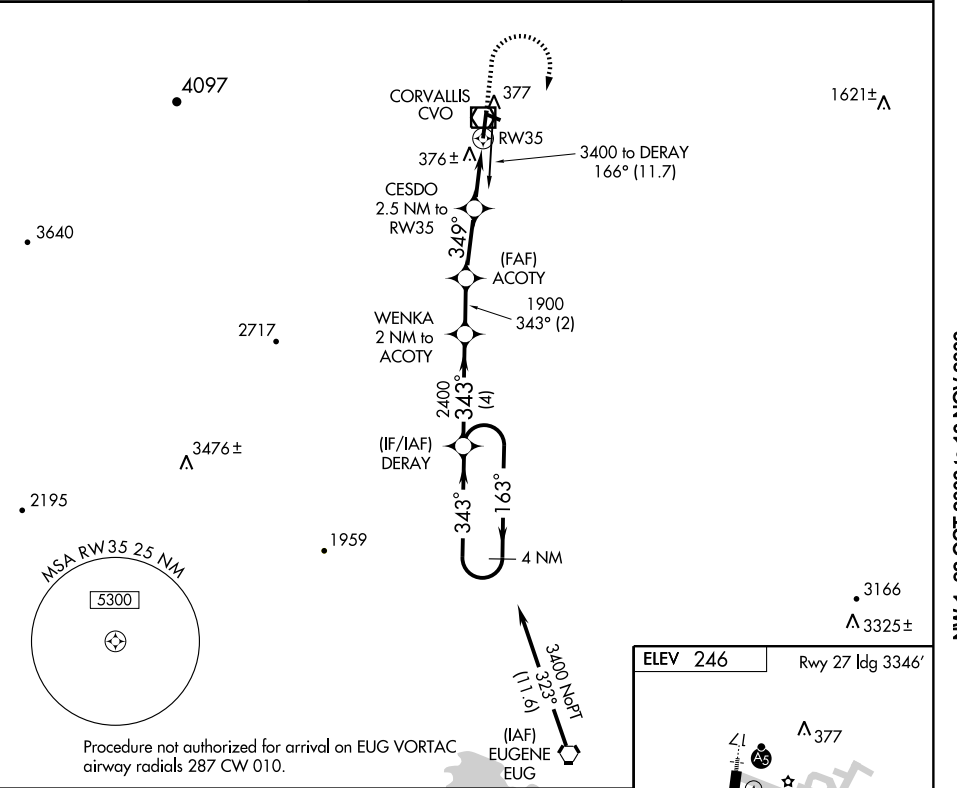 4097
CORVALLIS
CVO
377
1621±
RW35
376±
3400 to DERAY
166° (11.7)
CESDO
2.5 NM to
RW35
349°
3640
(FAF)
ACOTY
1900
343° (2)
WENKA
2 NM to
ACOTY
2717
2400
343°
(4)
(IF/IAF)
DERAY
3476±
343°
163°
2195
1959
4 NM
MSA RW35 25 NM
5300
3166
3325±
3400 NoPT
323°
(11.6)
(IAF)
EUGENE
EUG
Procedure not authorized for arrival on EUG VORTAC
airway radials 287 CW 010.
ELEV 246
Rwy 27 ldg 3346'
377
17
A5